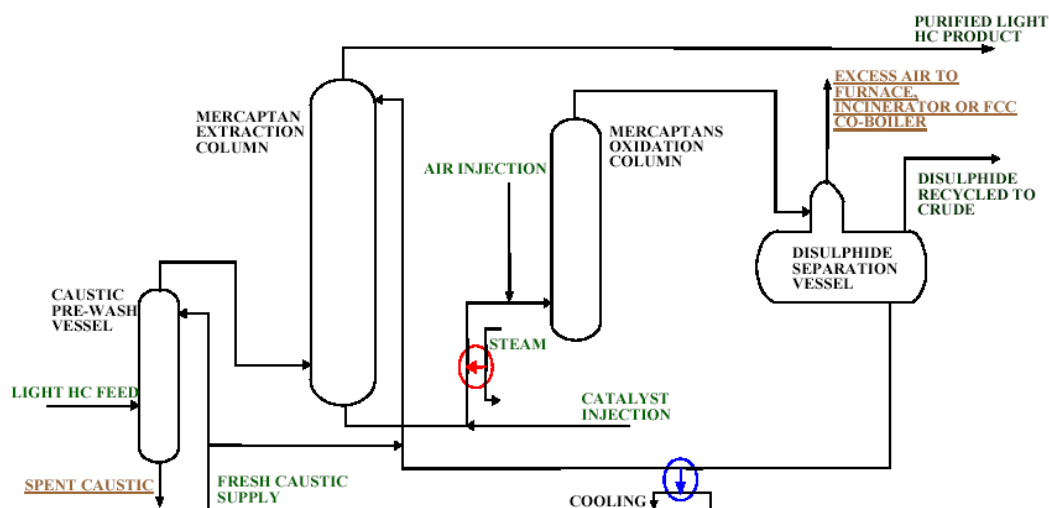 PURIFIED LIGHT
HC PRODUCT
EXCESS AIR TO
FURNACE,
INCINERATOR OR FCC
CO-BOILER
MERCAPTAN
EXTRACTION
COLUMN
MERCAPTANS
OXIDATION
COLUMN
AIR INJECTION
DISULPHIDE
RECYCLED TO
CRUDE
DISULPHIDE
SEPARATION
VESSEL
CAUSTIC
PRE-WASH
VESSEL
STEAM
LIGHT HC FEED
CATALYST
INJECTION
SPENT CAUSTIC
FRESH CAUSTIC
SUPPLY
COOLING